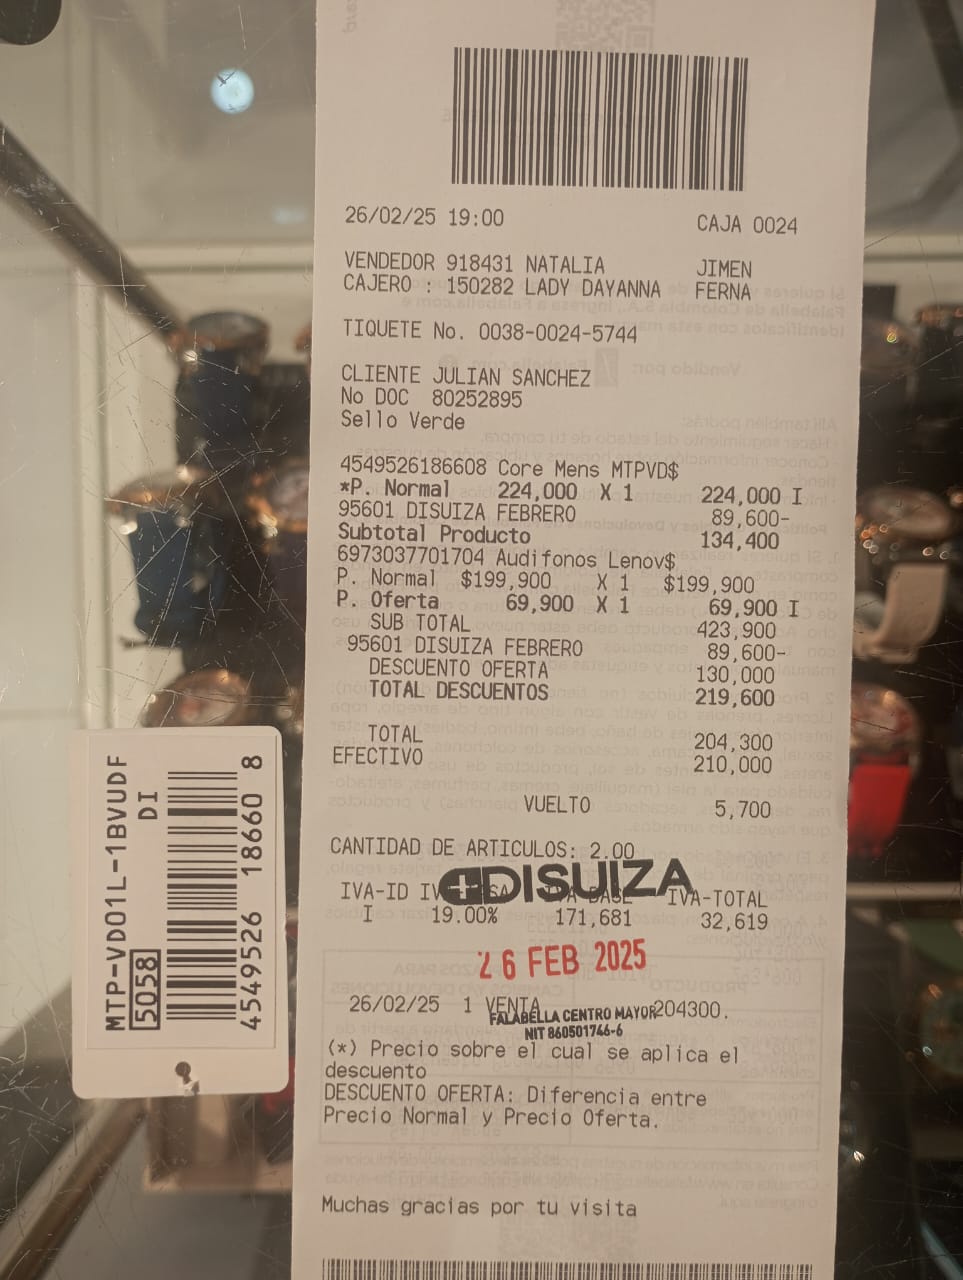 26/02/25 19:00 CAJA 0024
VENDEDOR 918431 NATALIA JIMEN
CAJERO : 150282 LADY DAYANNA FERNA
TIQUETE No. 0038-0024-5744
CLIENTE JULIAN SANCHEZ
No DOC 80252895
Sello Verde
4549526186608 Core Mens MTPVD$
*P. Normal 224,000 X 1 224,000 I
95601 DISUIZA FEBRERO 89,600-
Subtotal Producto 134,400
6973037701704 Audifonos Lenov$
P. Normal $199,900 X 1 $199,900
P. Oferta 69,900 X 1 69,900 I
SUB TOTAL 423,900
95601 DISUIZA FEBRERO 89,600-
DESCUENTO OFERTA 130,000
TOTAL DESCUENTOS 219,600
TOTAL 204,300
EFECTIVO 210,000
VUELTO 5,700
CANTIDAD DE ARTICULOS: 2.00
DISUIZA
IVA-ID IVA-TOTAL
I 19.00% 171,681 32,619
26 FEB 2025
26/02/25 1 VENTA 204300.
FALABELLA CENTRO MAYOR
NIT 860501746-6
(*) Precio sobre el cual se aplica el
descuento
DESCUENTO OFERTA: Diferencia entre
Precio Normal y Precio Oferta.
Muchas gracias por tu visita
MTP-VD01L-1BVUDF
DI
5058
4549526 18660 8